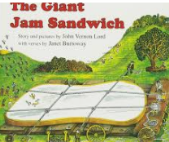 The Giant
Jam Sandwich
Story and pictures by John Vernon Lord
with verses by Janet Burroway